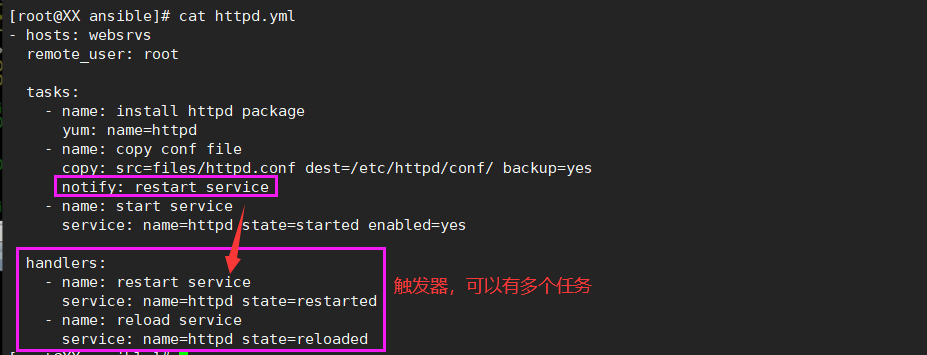 [root@XX ansible]# cat httpd.yml
- hosts: websrvs
  remote_user: root
  tasks:
    - name: install httpd package
      yum: name=httpd
    - name: copy conf file
      copy: src=files/httpd.conf dest=/etc/httpd/conf/ backup=yes
      notify: restart service
    - name: start service
      service: name=httpd state=started enabled=yes
  handlers:
    - name: restart service
      service: name=httpd state=restarted
触发器，可以有多个任务
    - name: reload service
      service: name=httpd state=reloaded